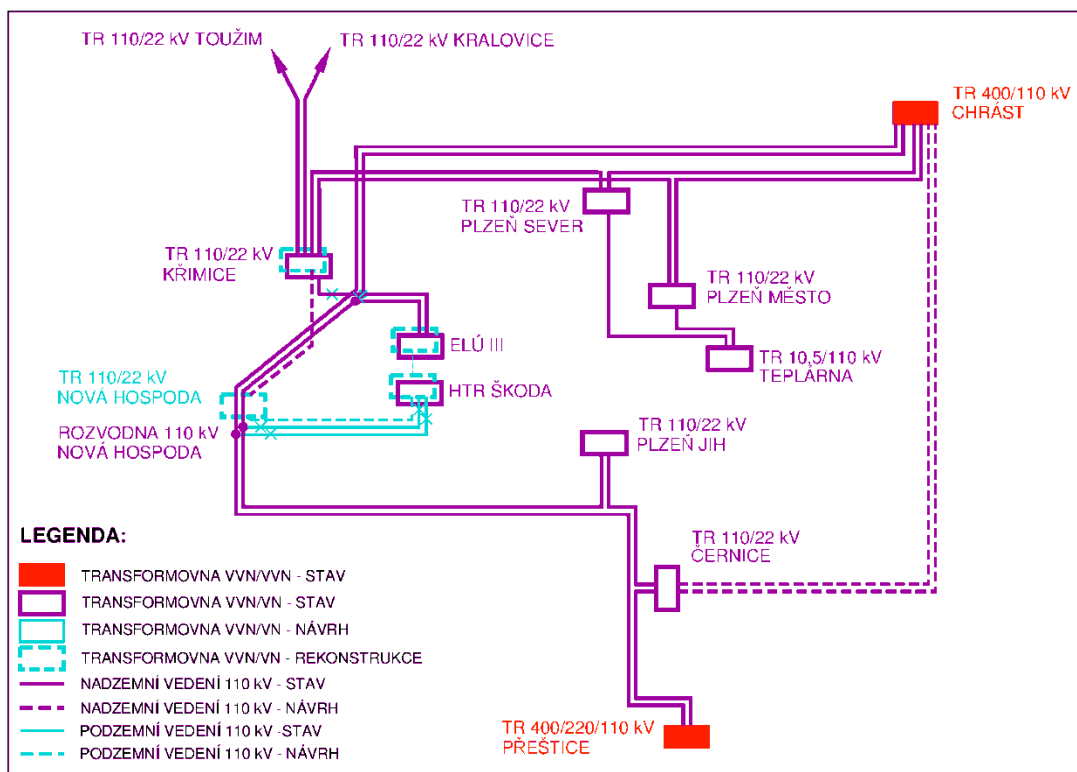 TR 110/22 kV TOUŽIM
TR 110/22 kV KRALOVICE
TR 400/110 kV
CHRÁST
TR 110/22 kV
PLZEŇ SEVER
TR 110/22 kV
KŘIMICE
TR 110/22 kV
PLZEŇ MĚSTO
ELÚ III
TR 10,5/110 kV
TEPLÁRNA
TR 110/22 kV
NOVÁ HOSPODA
HTR ŠKODA
ROZVODNA 110 kV
NOVÁ HOSPODA
TR 110/22 kV
PLZEŇ JIH
TR 110/22 kV
ČERNICE
LEGENDA:
TRANSFORMOVNA VVN/VVN - STAV
TRANSFORMOVNA VVN/VN - STAV
TRANSFORMOVNA VVN/VN - NÁVRH
TRANSFORMOVNA VVN/VN - REKONSTRUKCE
NADZEMNÍ VEDENÍ 110 kV - STAV
NADZEMNÍ VEDENÍ 110 kV - NÁVRH
PODZEMNÍ VEDENÍ 110 kV -STAV
PODZEMNÍ VEDENÍ 110 kV -NÁVRH
TR 400/220/110 kV
PŘEŠTICE